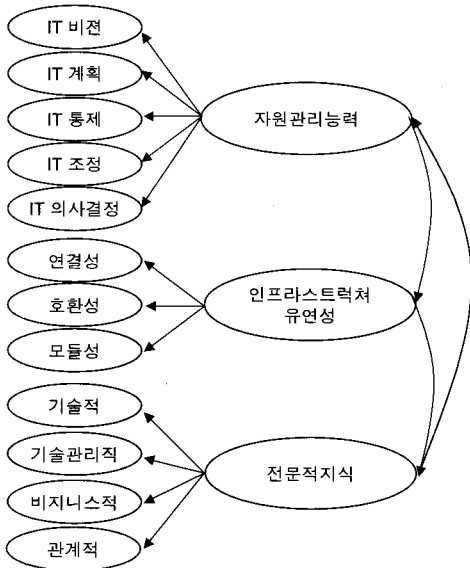 IT 비젼
IT 계획
IT 통제
IT 조정
IT 의사결정
자원관리능력
연결성
호환성
모듈성
인프라스트럭쳐
유연성
기술적
기술관리직
비지니스적
관계적
전문적지식